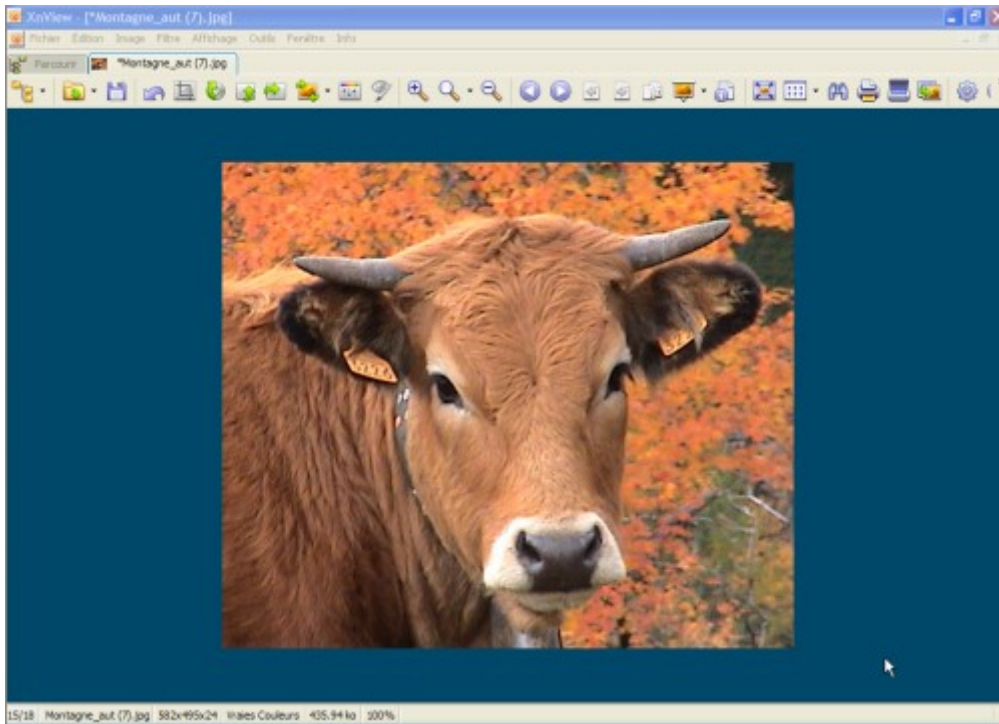 XnView - [*Montagne_aut (7).jpg]
Fichier Edition Image Filtre Affichage Outils Fenêtre Info
Parcourir *Montagne_aut (7).jpg
15/18 Montagne_aut (7).jpg 582x495x24 Vraies Couleurs 435.94 ko 100%